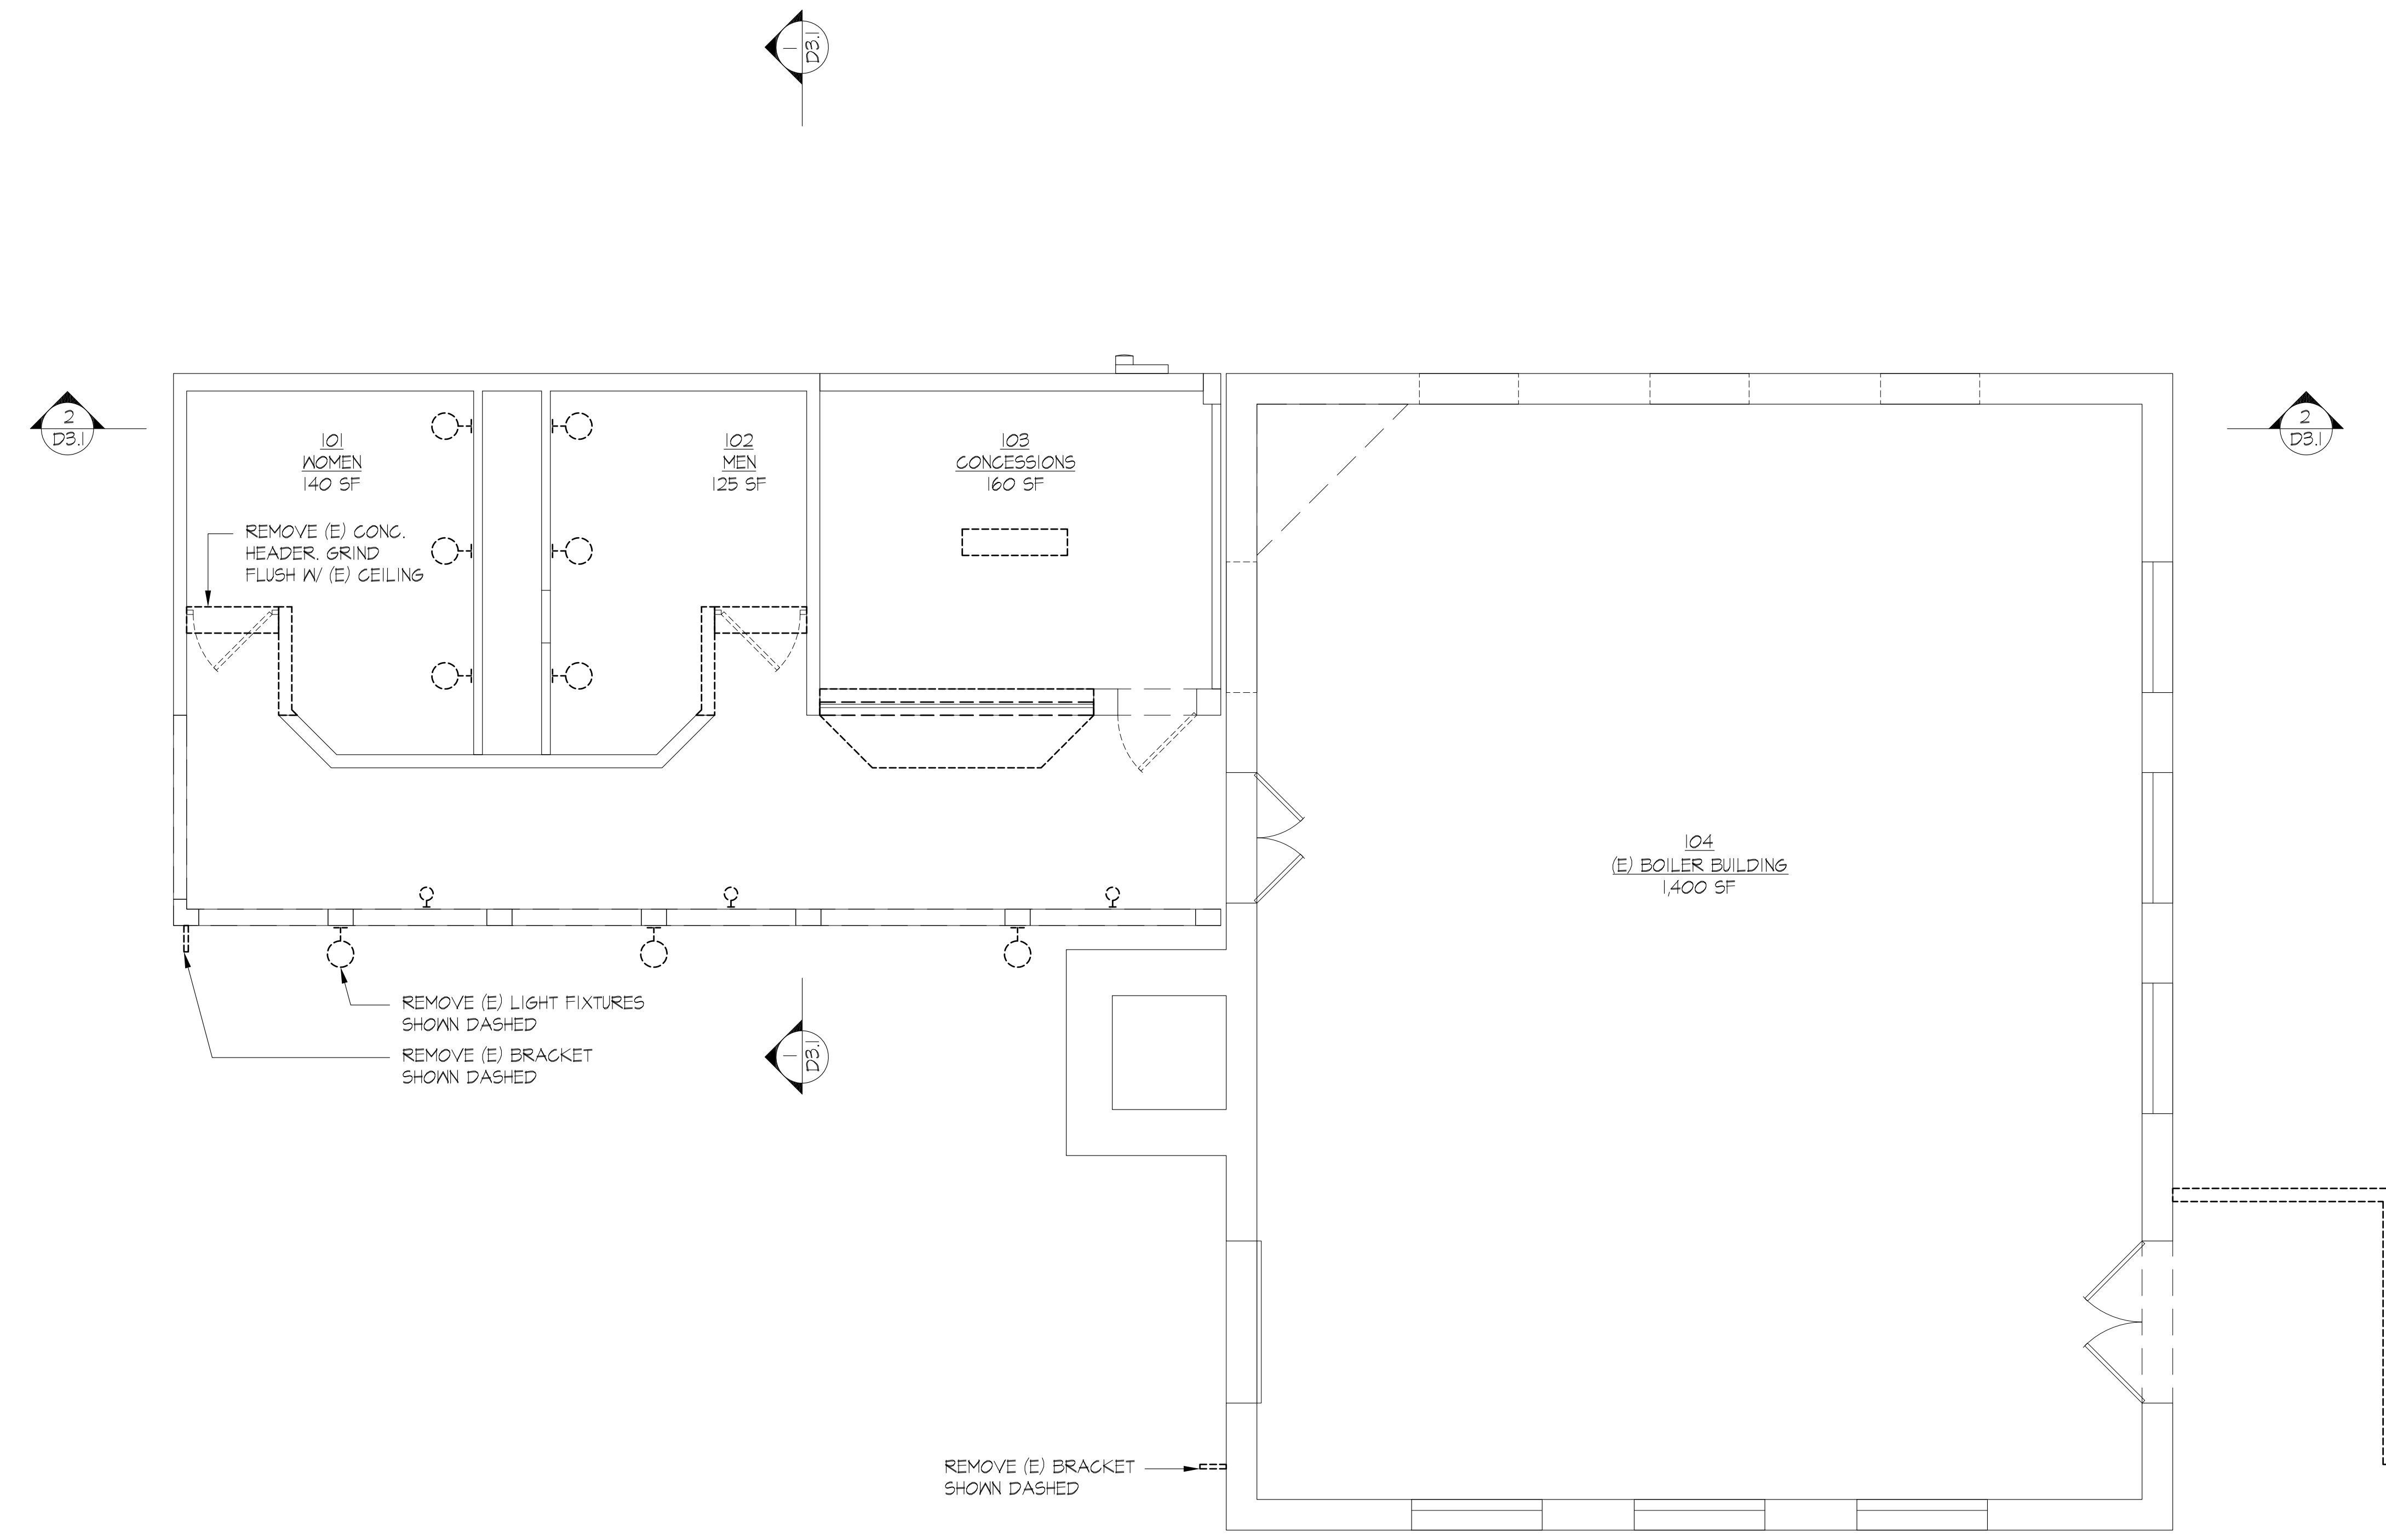 1
D3.1
2
D3.1
2
D3.1
101
WOMEN
140 SF
102
MEN
125 SF
103
CONCESSIONS
160 SF
REMOVE (E) CONC.
HEADER. GRIND
FLUSH W/ (E) CEILING
104
(E) BOILER BUILDING
1,400 SF
REMOVE (E) LIGHT FIXTURES
SHOWN DASHED
REMOVE (E) BRACKET
SHOWN DASHED
1
D3.1
REMOVE (E) BRACKET
SHOWN DASHED